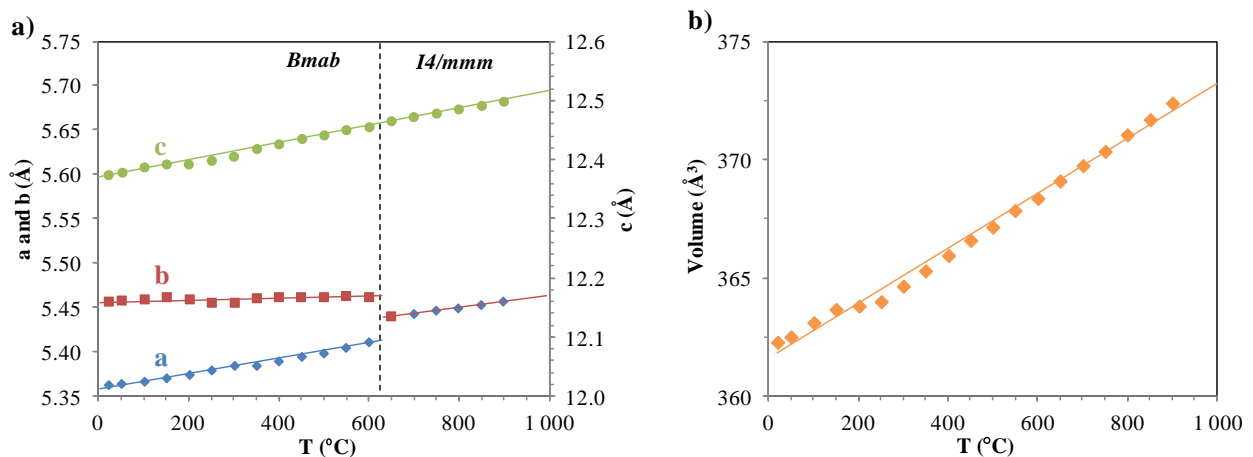 a)
a and b (Å)
5.75
5.70
5.65
5.60
5.55
5.50
5.45
5.40
5.35
Bmab
I4/mmm
c
b
a
12.6
12.5
12.4
12.3
12.2
12.1
12.0
c (Å)
0
200
400
600
800
1 000
T (°C)
b)
Volume (Å³)
375
370
365
360
0
200
400
600
800
1 000
T (°C)